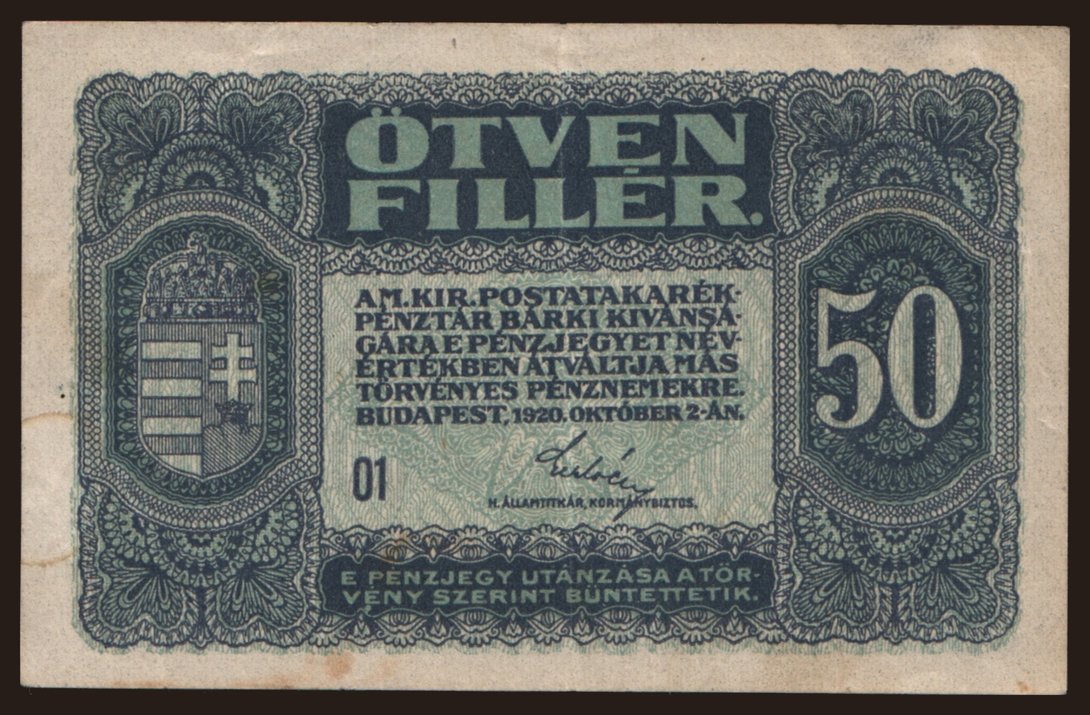 ÖTVEN
FILLÉR.
A M. KIR. POSTATAKARÉK-
PÉNZTÁR BÁRKI KIVÁNSÁ-
GÁRA E PÉNZJEGYET NÉV-
ÉRTÉKBEN ÁTVÁLTJA MÁS
TÖRVÉNYES PÉNZNEMEKRE.
BUDAPEST, 1920. OKTÓBER 2-ÁN.
50
01
H. ÁLLAMTITKÁR, KORMÁNYBIZTOS.
E PÉNZJEGY UTÁNZÁSA A TÖR-
VÉNY SZERINT BÜNTETTETIK.